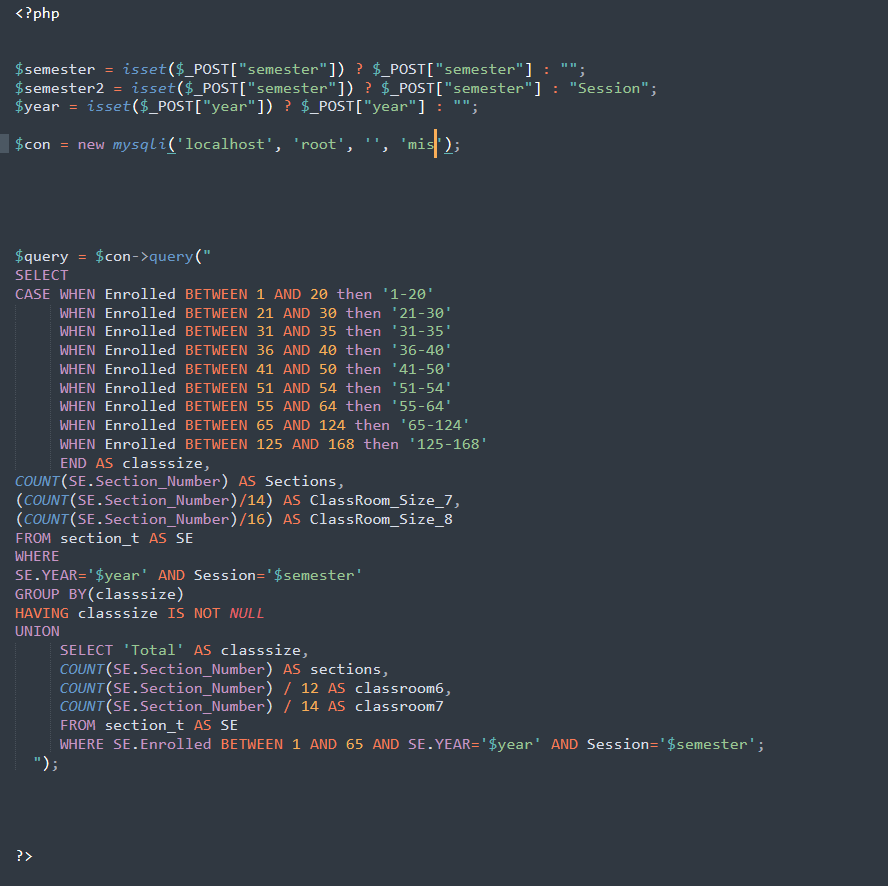 <?php
$semester = isset($_POST["semester"]) ? $_POST["semester"] : "";
$semester2 = isset($_POST["semester"]) ? $_POST["semester"] : "Session";
$year = isset($_POST["year"]) ? $_POST["year"] : "";
$con = new mysqli('localhost', 'root', '', 'mis');
$query = $con->query("
SELECT
CASE WHEN Enrolled BETWEEN 1 AND 20 then '1-20'
WHEN Enrolled BETWEEN 21 AND 30 then '21-30'
WHEN Enrolled BETWEEN 31 AND 35 then '31-35'
WHEN Enrolled BETWEEN 36 AND 40 then '36-40'
WHEN Enrolled BETWEEN 41 AND 50 then '41-50'
WHEN Enrolled BETWEEN 51 AND 54 then '51-54'
WHEN Enrolled BETWEEN 55 AND 64 then '55-64'
WHEN Enrolled BETWEEN 65 AND 124 then '65-124'
WHEN Enrolled BETWEEN 125 AND 168 then '125-168'
END AS classsize,
COUNT(SE.Section_Number) AS Sections,
(COUNT(SE.Section_Number)/14) AS ClassRoom_Size_7,
(COUNT(SE.Section_Number)/16) AS ClassRoom_Size_8
FROM section_t AS SE
WHERE
SE.YEAR='$year' AND Session='$semester'
GROUP BY(classsize)
HAVING classsize IS NOT NULL
UNION
SELECT 'Total' AS classsize,
COUNT(SE.Section_Number) AS sections,
COUNT(SE.Section_Number) / 12 AS classroom6,
COUNT(SE.Section_Number) / 14 AS classroom7
FROM section_t AS SE
WHERE SE.Enrolled BETWEEN 1 AND 65 AND SE.YEAR='$year' AND Session='$semester';
");
?>